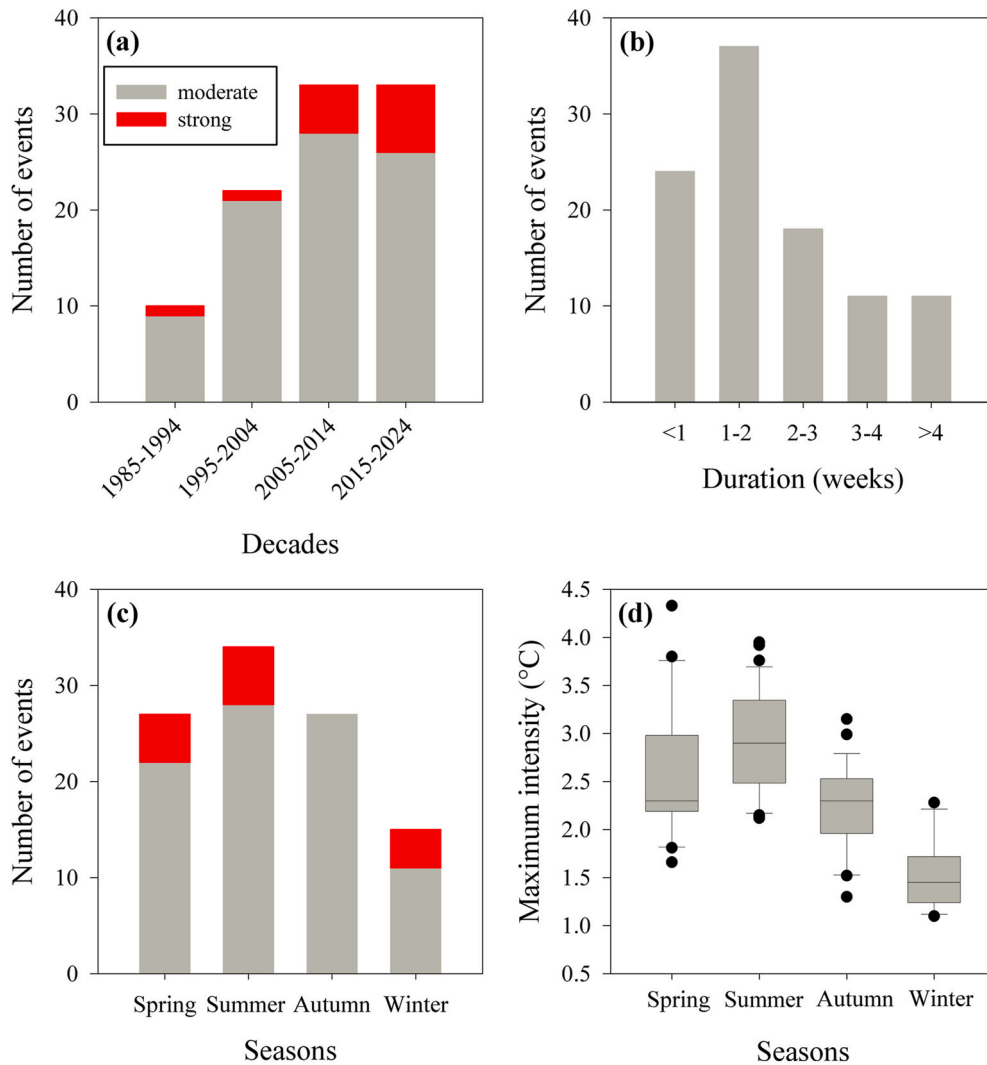 (a)
moderate
strong
40
30
20
10
0
Number of events
1985-1994
1995-2004
2005-2014
2015-2024
Decades
(b)
40
30
20
10
0
Number of events
<1
1-2
2-3
3-4
>4
Duration (weeks)
(c)
40
30
20
10
0
Number of events
Spring
Summer
Autumn
Winter
Seasons
(d)
4.5
4.0
3.5
3.0
2.5
2.0
1.5
1.0
0.5
Maximum intensity (°C)
Spring
Summer
Autumn
Winter
Seasons